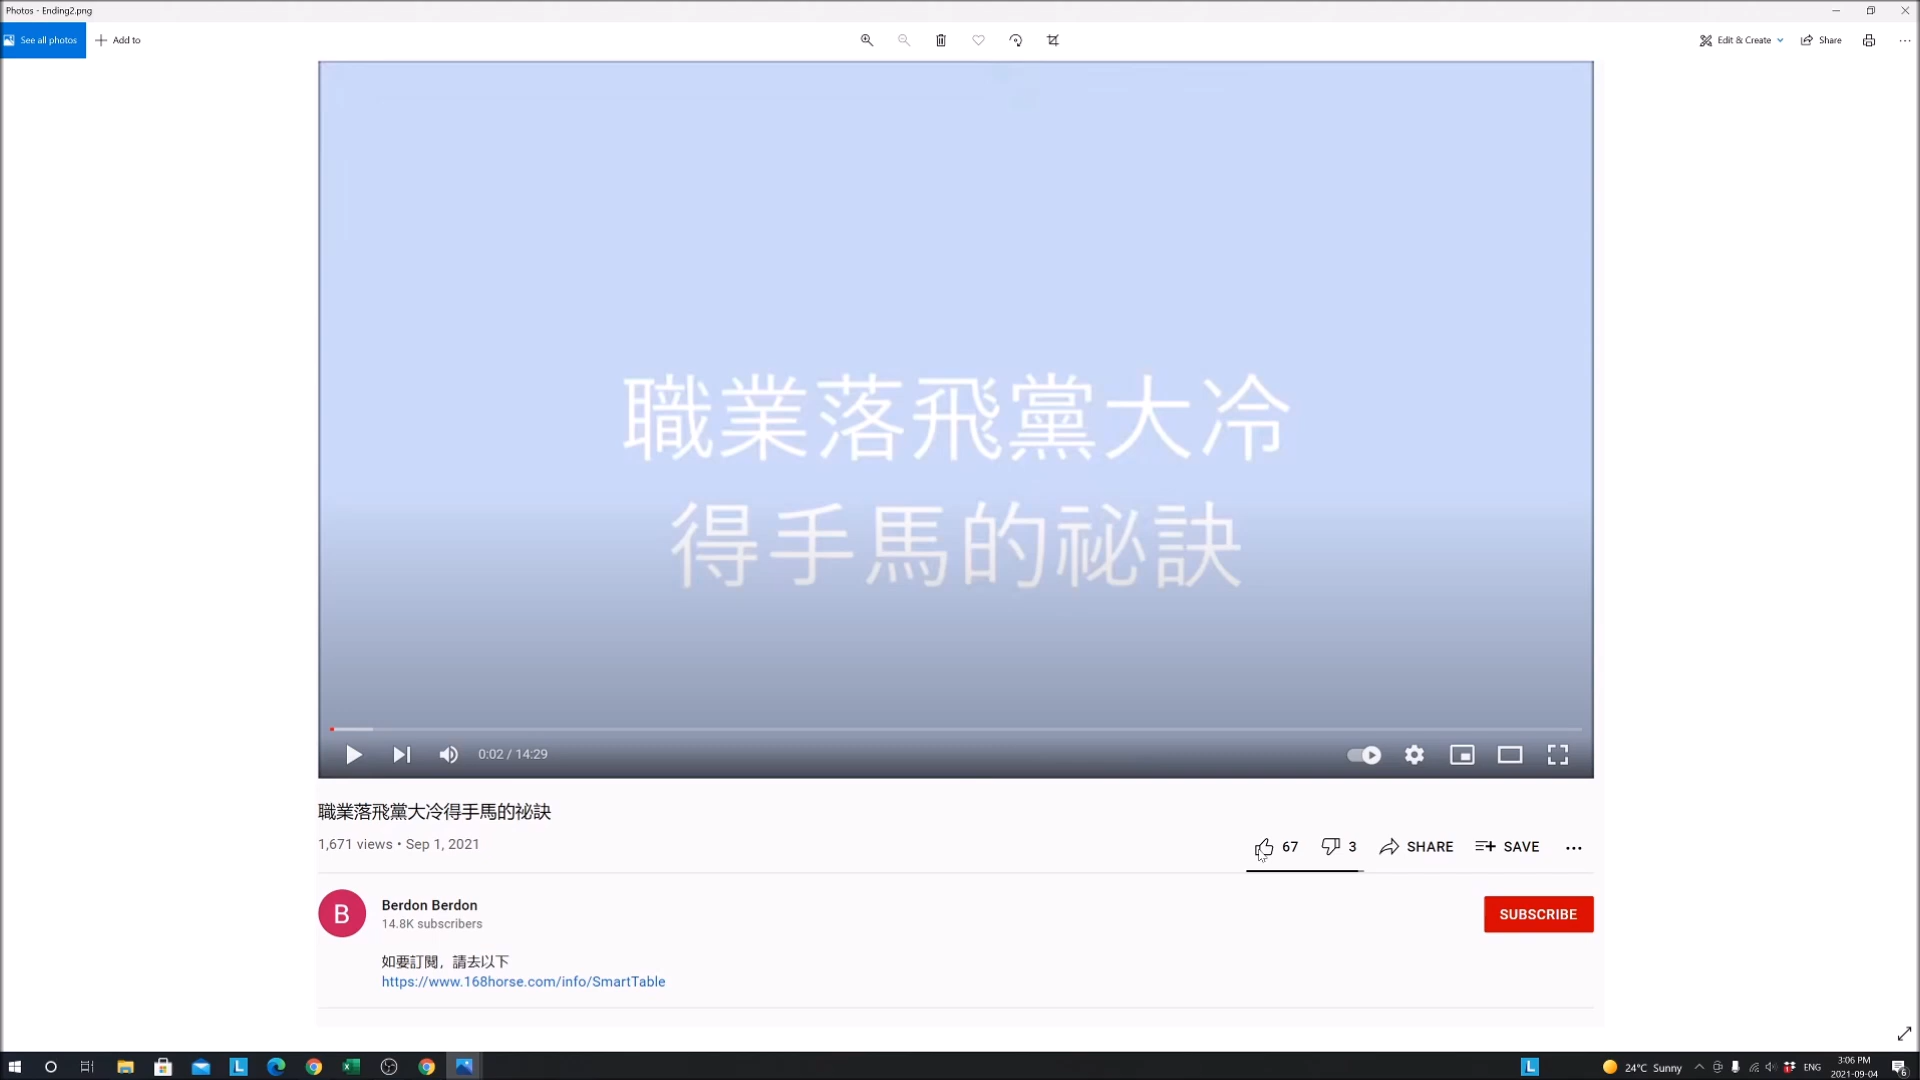 Photos - Ending2.png
See all photos
Add to
Edit & Create
Share
職業落飛黨大冷
得手馬的祕訣
0:02 / 14:29
職業落飛黨大冷得手馬的祕訣
1,671 views • Sep 1, 2021
67
3
SHARE
SAVE
B
Berdon Berdon
14.8K subscribers
SUBSCRIBE
如要訂閱，請去以下
https://www.168horse.com/info/SmartTable
L
L
24°C Sunny
ENG
3:06 PM
2021-09-04
6